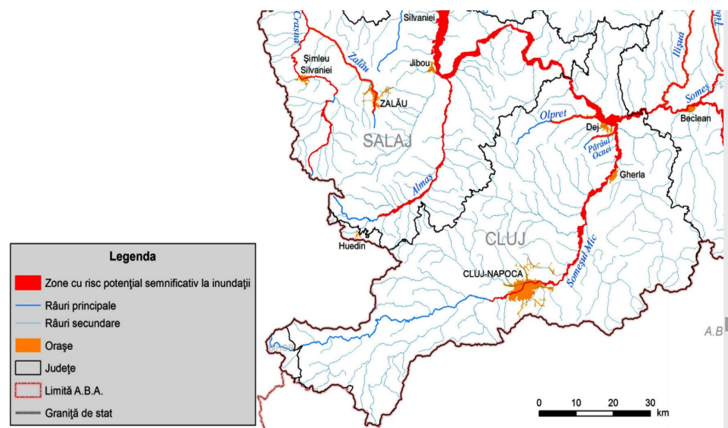 Silvaniei
Crasna
Ilişua
Şimleu
Silvaniei
Zalău
Jibou
ZALĂU
Someş
Beclean
Olpret
Dej
Pârâul
Ocnei
SALAJ
Almaş
Gherla
Huedin
CLUJ
Someşul Mic
CLUJ-NAPOCA
Legenda
Zone cu risc potenţial semnificativ la inundaţii
Râuri principale
Râuri secundare
Oraşe
Judeţe
Limită A.B.A.
Graniţă de stat
A.B
0 10 20 30
km